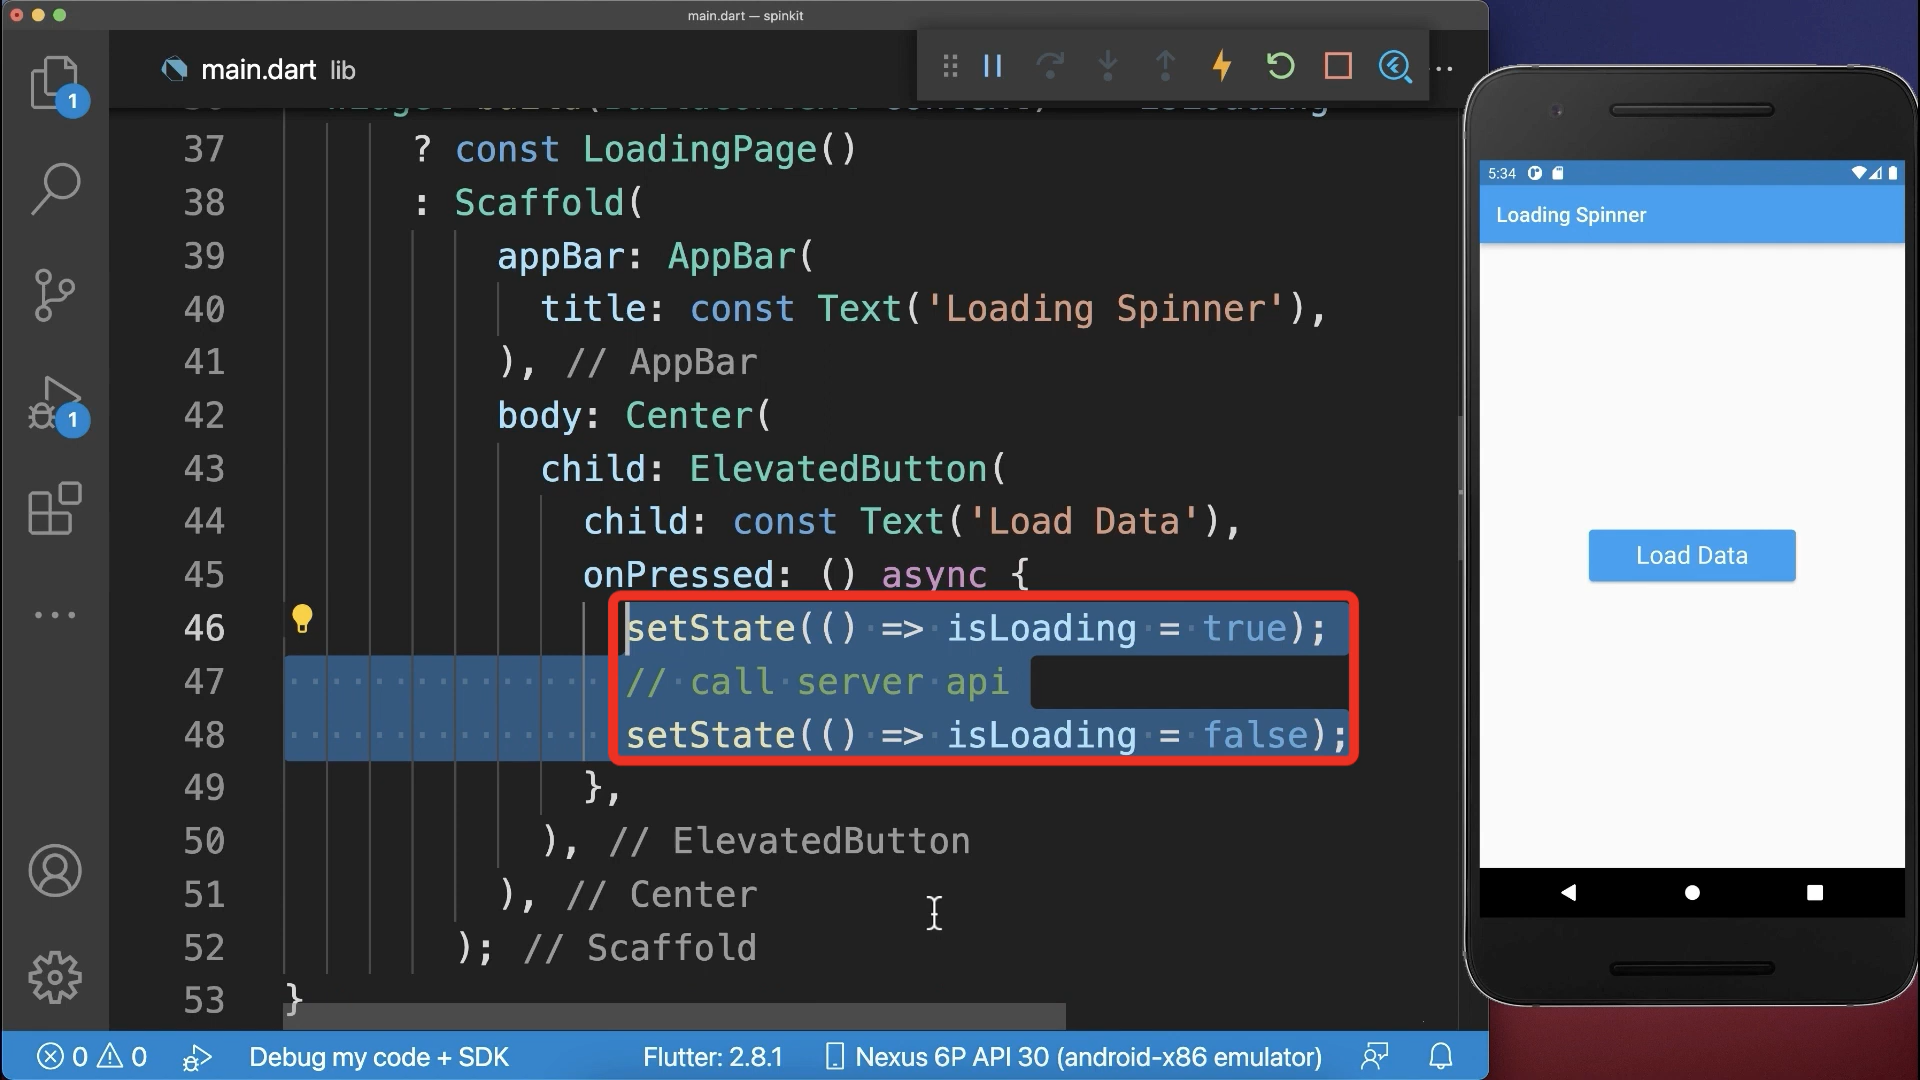 main.dart — spinkit
main.dart lib
37 ? const LoadingPage()
38 : Scaffold(
39 appBar: AppBar(
40 title: const Text('Loading Spinner'),
41 ), // AppBar
42 body: Center(
43 child: ElevatedButton(
44 child: const Text('Load Data'),
45 onPressed: () async {
46 setState(() => isLoading = true);
47 // call server api
48 setState(() => isLoading = false);
49 },
50 ), // ElevatedButton
51 ), // Center
52 ); // Scaffold
53 }
1
1
0 0 Debug my code + SDK Flutter: 2.8.1 Nexus 6P API 30 (android-x86 emulator)
5:34
Loading Spinner
Load Data